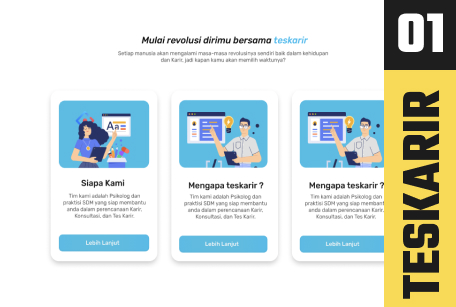 01
TESKARIR
Mulai revolusi dirimu bersama teskarir
Setiap manusia akan mengalami masa-masa revolusinya sendiri baik dalam kehidupan
dan Karir, jadi kapan kamu akan memilih waktunya?
Aa
Siapa Kami
Tim kami adalah Psikolog dan
praktisi SDM yang siap membantu
anda dalam perencanaan Karir,
Konsultasi, dan Tes Karir.
Lebih Lanjut
Mengapa teskarir ?
Tim kami adalah Psikolog dan
praktisi SDM yang siap membantu
anda dalam perencanaan Karir,
Konsultasi, dan Tes Karir.
Lebih Lanjut
Mengapa teskarir ?
Tim kami adalah Psikolog dan
praktisi SDM yang siap membantu
anda dalam perencanaan Karir,
Konsultasi, dan Tes Karir.
Lebih Lanjut